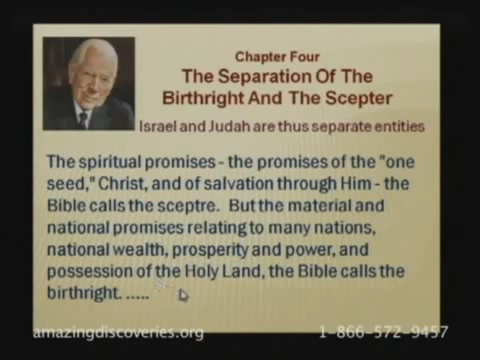 Chapter Four
The Separation Of The
Birthright And The Scepter
Israel and Judah are thus separate entities
The spiritual promises - the promises of the "one
seed," Christ, and of salvation through Him - the
Bible calls the sceptre. But the material and
national promises relating to many nations,
national wealth, prosperity and power, and
possession of the Holy Land, the Bible calls the
birthright. .....
amazingdiscoveries.org 1-866-572-9457